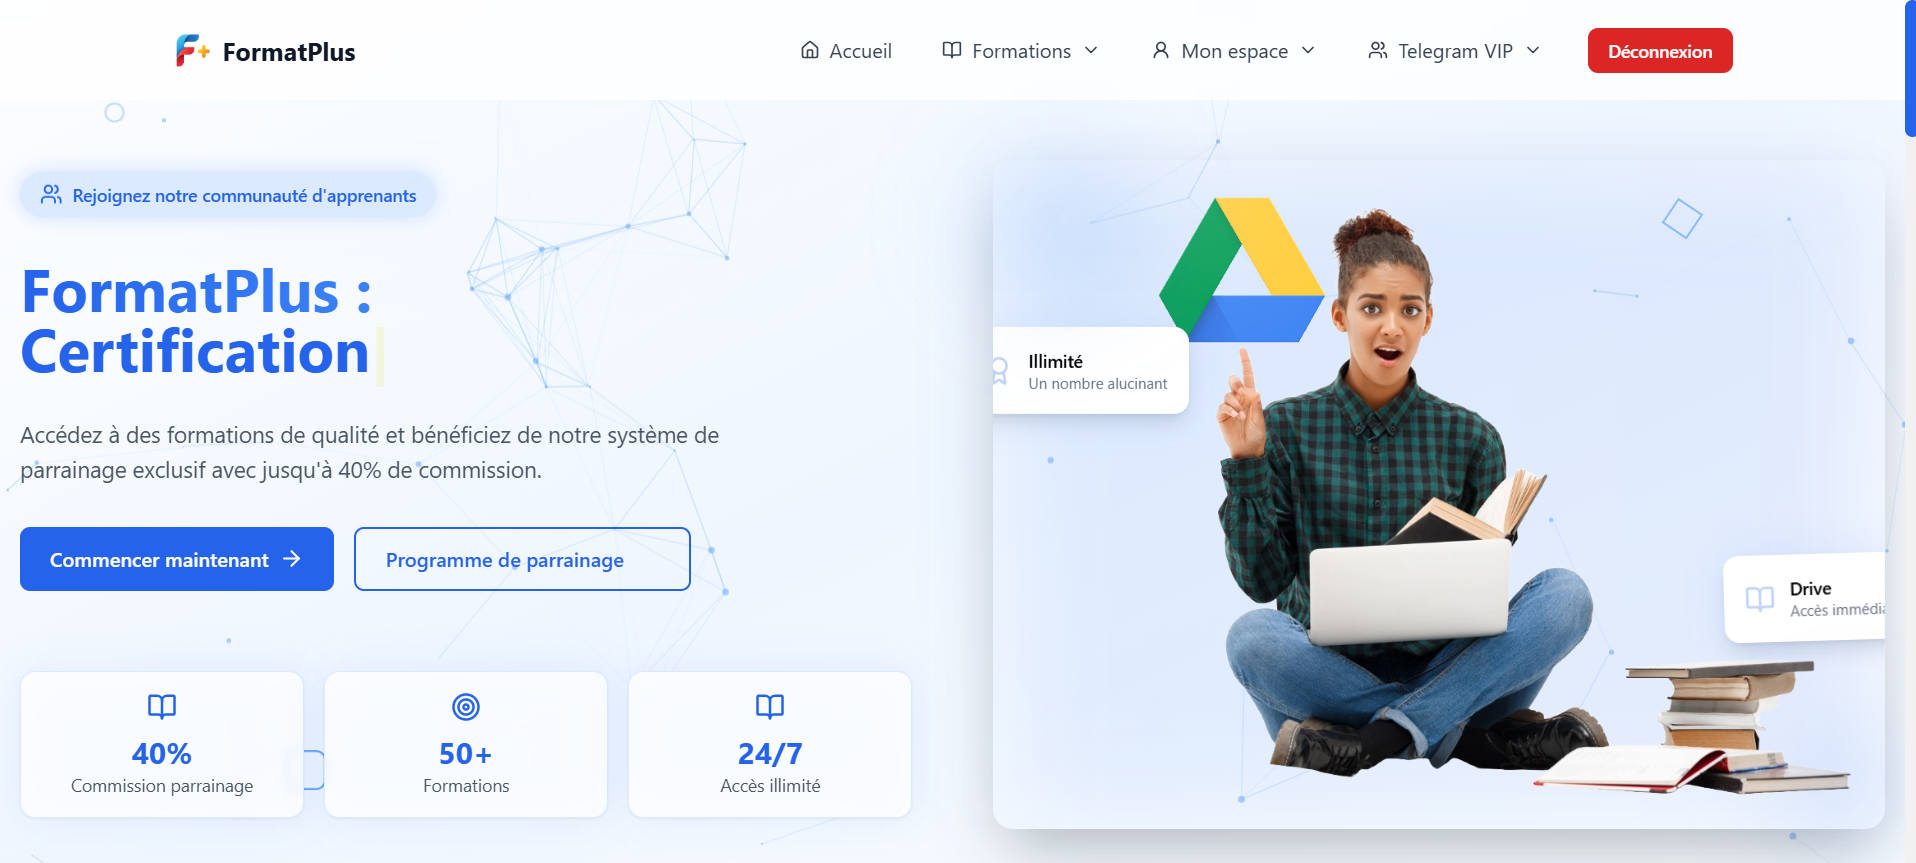 FormatPlus
Accueil
Formations
Mon espace
Telegram VIP
Déconnexion
Rejoignez notre communauté d'apprenants
FormatPlus :
Certification
Accédez à des formations de qualité et bénéficiez de notre système de
parrainage exclusif avec jusqu'à 40% de commission.
Commencer maintenant
Programme de parrainage
40%
Commission parrainage
50+
Formations
24/7
Accès illimité
Illimité
Un nombre alucinant
Drive
Accès immédia